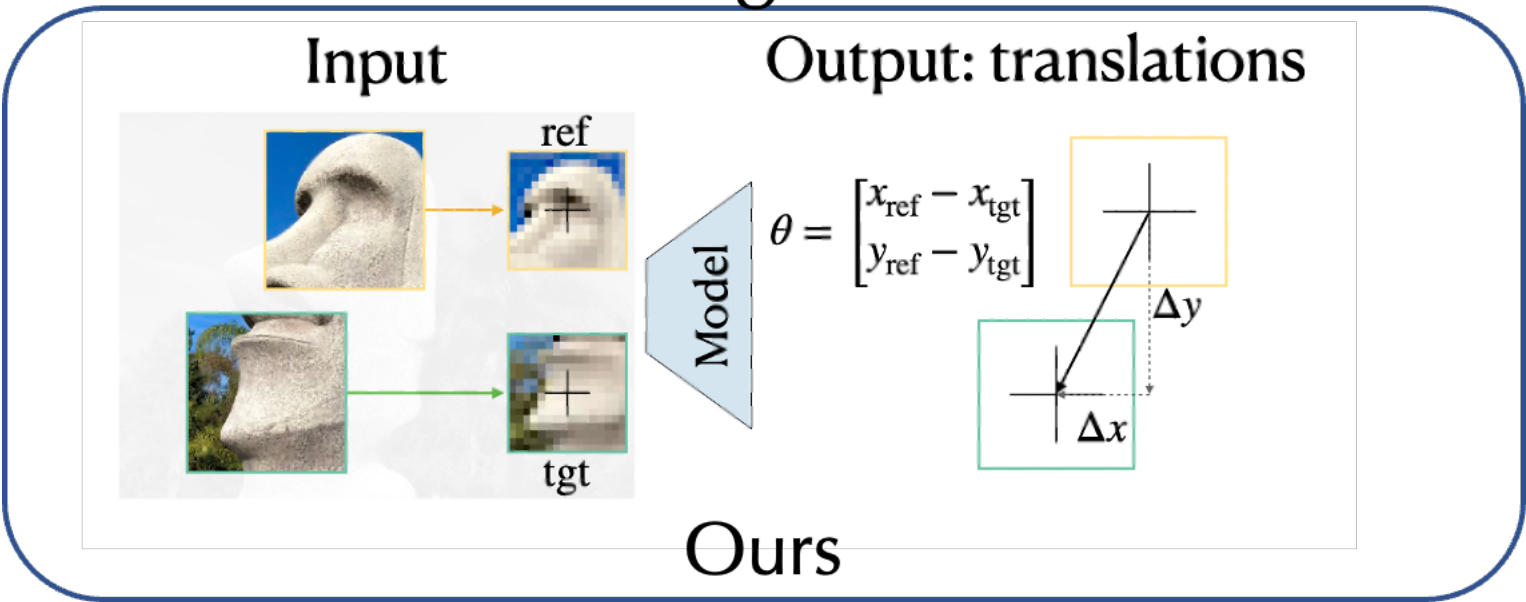 Input
Output: translations
ref
tgt
Model
θ = [x_ref − x_tgt
y_ref − y_tgt]
Δy
Δx
Ours